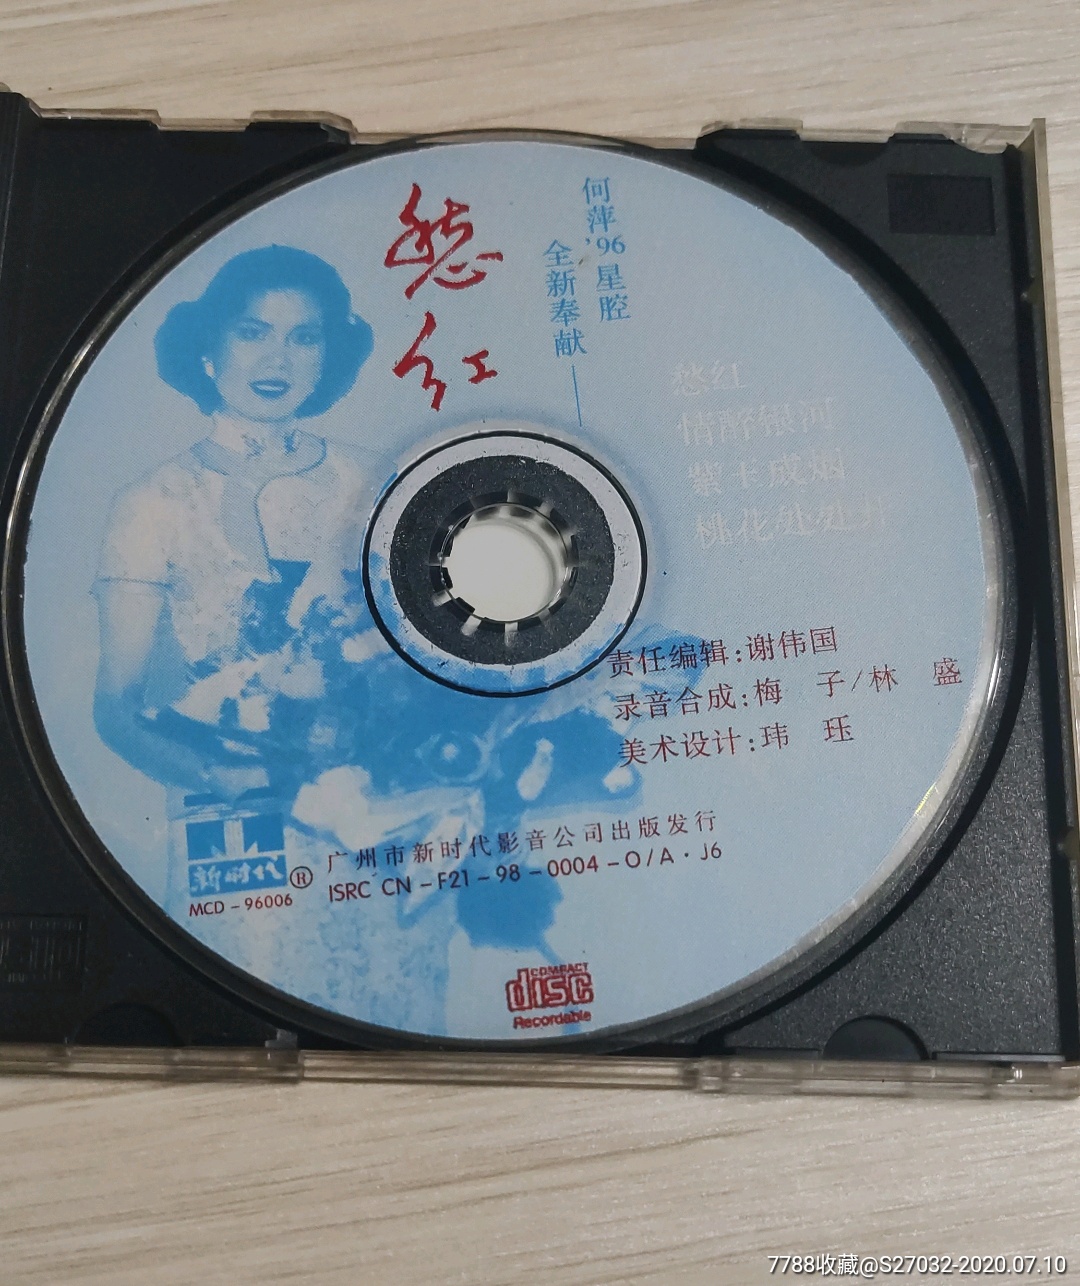 愁红
何萍'96星腔
全新奉献——
愁红
情醉银河
紫玉成烟
桃花处处开
责任编辑:谢伟国
录音合成:梅 子/林 盛
美术设计:玮 珏
新时代®
MCD-96006
广州市新时代影音公司出版发行
ISRC CN-F21-98-0004-O/A·J6
COMPACT
disc
Recordable
7788收藏@S27032-2020.07.10